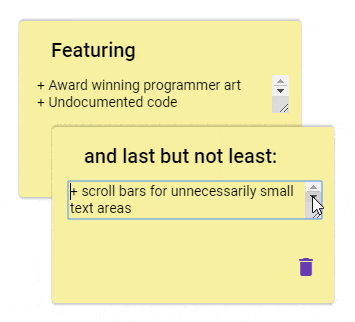 Featuring
+ Award winning programmer art
+ Undocumented code
and last but not least:
+ scroll bars for unnecessarily small
text areas